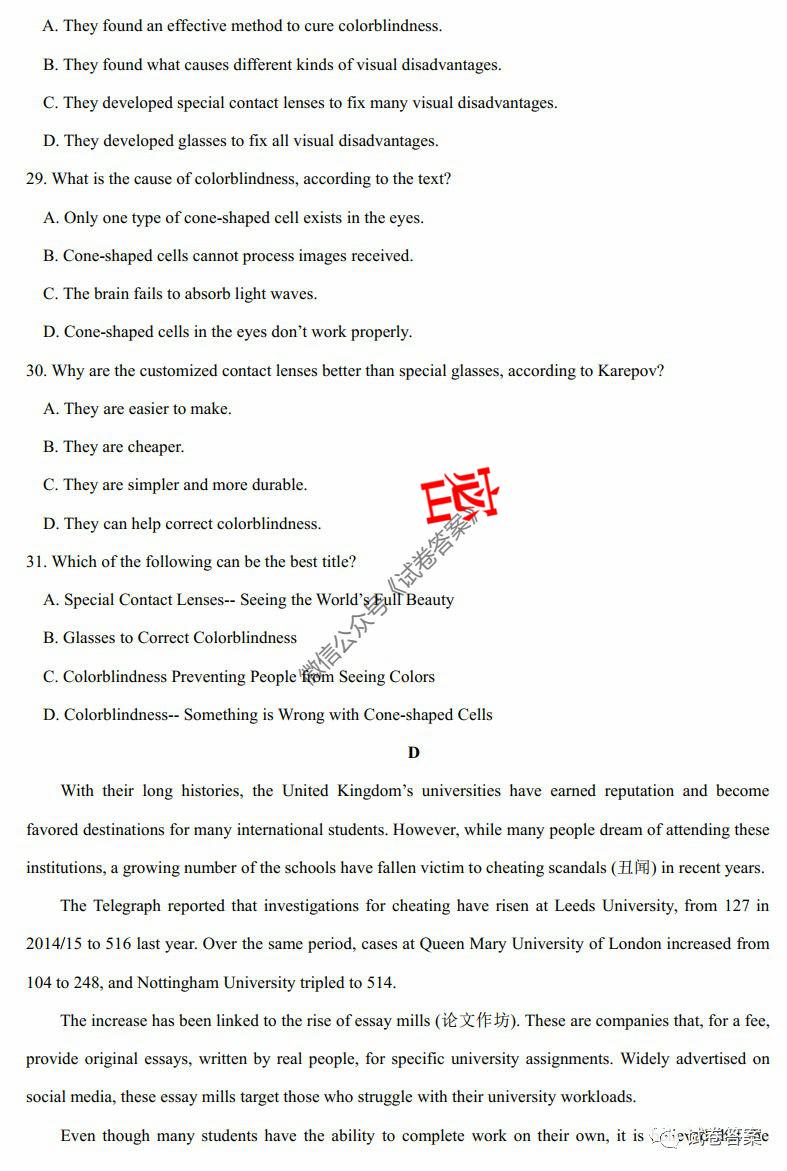 A. They found an effective method to cure colorblindness.
B. They found what causes different kinds of visual disadvantages.
C. They developed special contact lenses to fix many visual disadvantages.
D. They developed glasses to fix all visual disadvantages.
29. What is the cause of colorblindness, according to the text?
A. Only one type of cone-shaped cell exists in the eyes.
B. Cone-shaped cells cannot process images received.
C. The brain fails to absorb light waves.
D. Cone-shaped cells in the eyes don’t work properly.
30. Why are the customized contact lenses better than special glasses, according to Karepov?
A. They are easier to make.
B. They are cheaper.
C. They are simpler and more durable.
D. They can help correct colorblindness.
微信公众号《试卷答案》
31. Which of the following can be the best title?
A. Special Contact Lenses-- Seeing the World’s Full Beauty
B. Glasses to Correct Colorblindness
C. Colorblindness Preventing People from Seeing Colors
D. Colorblindness-- Something is Wrong with Cone-shaped Cells
D
With their long histories, the United Kingdom’s universities have earned reputation and become
favored destinations for many international students. However, while many people dream of attending these
institutions, a growing number of the schools have fallen victim to cheating scandals (丑闻) in recent years.
The Telegraph reported that investigations for cheating have risen at Leeds University, from 127 in
2014/15 to 516 last year. Over the same period, cases at Queen Mary University of London increased from
104 to 248, and Nottingham University tripled to 514.
The increase has been linked to the rise of essay mills (论文作坊). These are companies that, for a fee,
provide original essays, written by real people, for specific university assignments. Widely advertised on
social media, these essay mills target those who struggle with their university workloads.
Even though many students have the ability to complete work on their own, it is
试卷答案